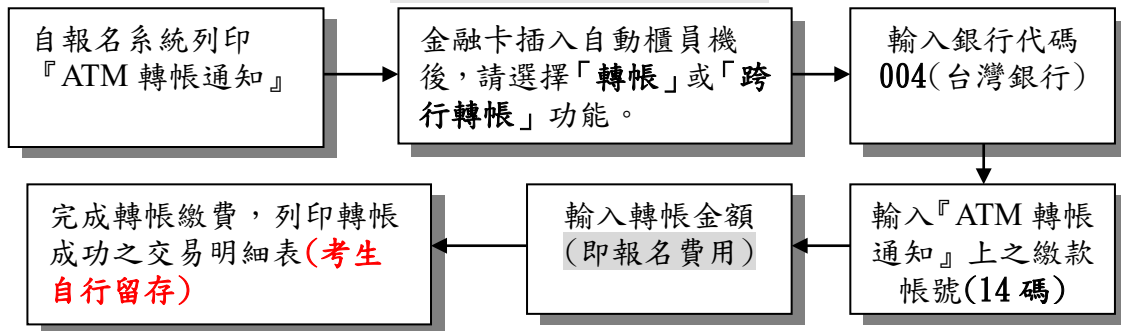 自報名系統列印
『ATM 轉帳通知』
金融卡插入自動櫃員機
後，請選擇「轉帳」或「跨
行轉帳」功能。
輸入銀行代碼
004(台灣銀行)
輸入『ATM 轉帳
通知』上之繳款
帳號(14 碼)
輸入轉帳金額
(即報名費用)
完成轉帳繳費，列印轉帳
成功之交易明細表(考生
自行留存)